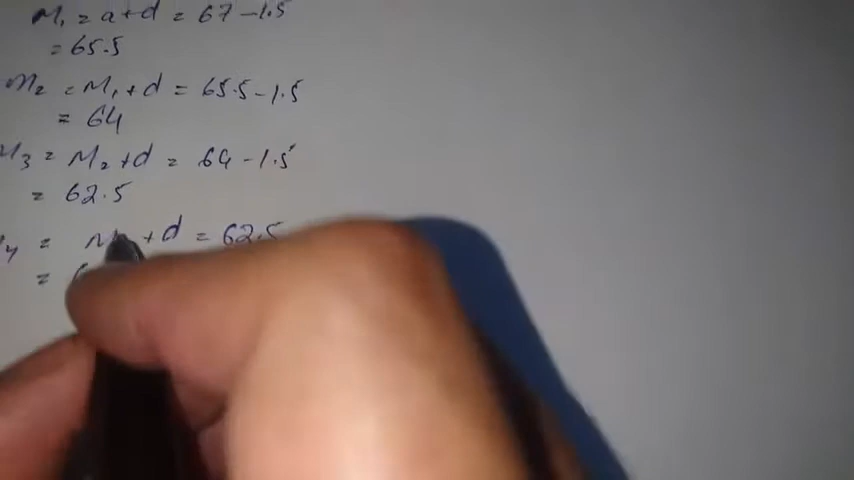 M₁ = a + d = 67 - 1.5
= 65.5
M₂ = M₁ + d = 65.5 - 1.5
= 64
M₃ = M₂ + d = 64 - 1.5
= 62.5
= + d = 62.5
= 6